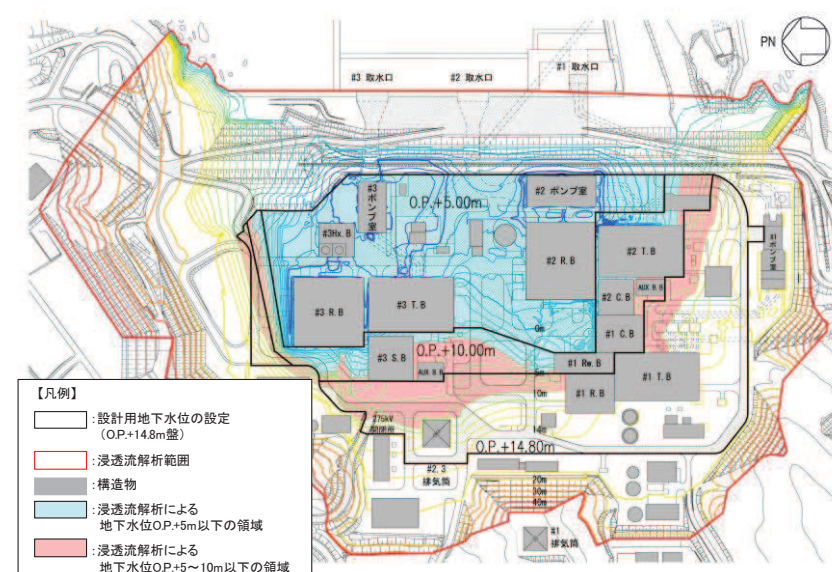 PN
#1 取水口
#3 取水口
#2 取水口
#3 ポンプ室
#2 ポンプ室
O.P.+5.00m
#1 ポンプ室
#3Hx.B
#2 T.B
#2 R.B
AUX B.B
#2 C.B
#3 R.B
#3 T.B
0m
#1 C.B
O.P.+10.00m
#3 S.B
AUX B.B
#1 Rw.B
5m
#1 T.B
10m
#1 R.B
275kV
開閉所
14m
O.P.+14.80m
#2,3
排気筒
20m
30m
40m
#1
排気筒
【凡例】
:設計用地下水位の設定
(O.P.+14.8m盤)
:浸透流解析範囲
:構造物
:浸透流解析による
地下水位O.P.+5m以下の領域
:浸透流解析による
地下水位O.P.+5~10m以下の領域